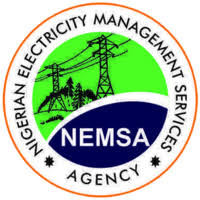 NIGERIAN ELECTRICITY MANAGEMENT SERVICES
NEMSA
AGENCY